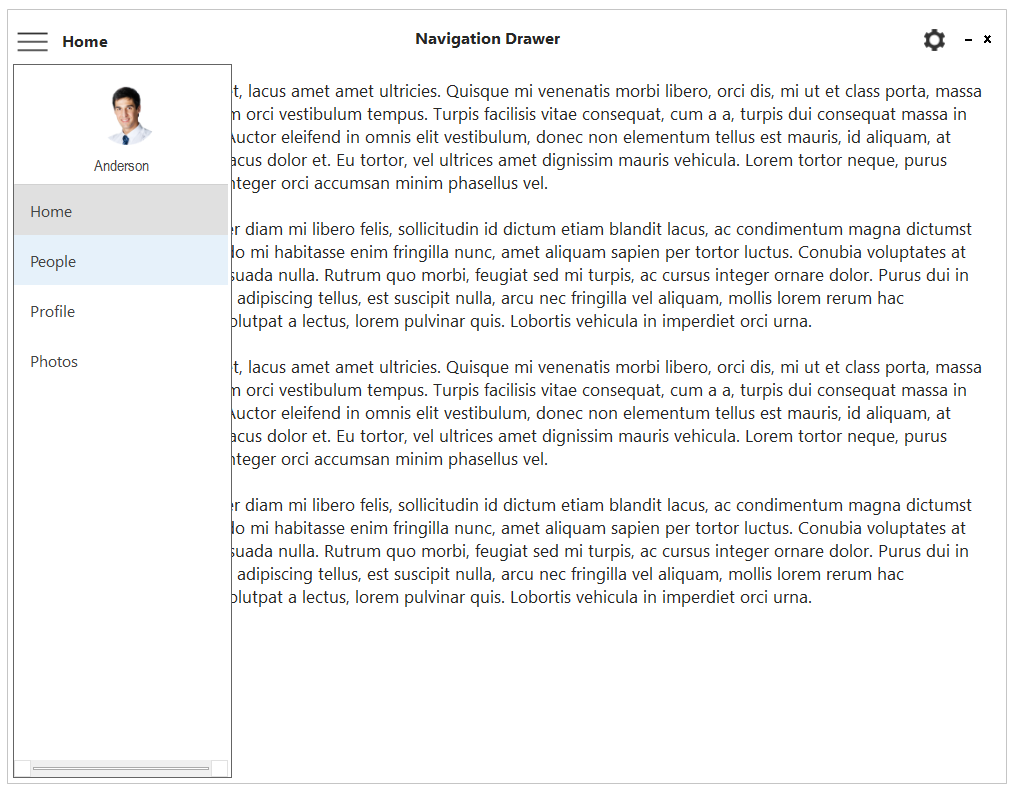 Home
Navigation Drawer
Anderson
Home
People
Profile
Photos
lacus amet amet ultricies. Quisque mi venenatis morbi libero, orci dis, mi ut et class porta, massa
orci vestibulum tempus. Turpis facilisis vitae consequat, cum a a, turpis dui consequat massa in
Auctor eleifend in omnis elit vestibulum, donec non elementum tellus est mauris, id aliquam, at
dolor et. Eu tortor, vel ultrices amet dignissim mauris vehicula. Lorem tortor neque, purus
orci accumsan minim phasellus vel.
diam mi libero felis, sollicitudin id dictum etiam blandit lacus, ac condimentum magna dictumst
mi habitasse enim fringilla nunc, amet aliquam sapien per tortor luctus. Conubia voluptates at
nulla. Rutrum quo morbi, feugiat sed mi turpis, ac cursus integer ornare dolor. Purus dui in
adipiscing tellus, est suscipit nulla, arcu nec fringilla vel aliquam, mollis lorem rerum hac
a lectus, lorem pulvinar quis. Lobortis vehicula in imperdiet orci urna.
lacus amet amet ultricies. Quisque mi venenatis morbi libero, orci dis, mi ut et class porta, massa
orci vestibulum tempus. Turpis facilisis vitae consequat, cum a a, turpis dui consequat massa in
Auctor eleifend in omnis elit vestibulum, donec non elementum tellus est mauris, id aliquam, at
dolor et. Eu tortor, vel ultrices amet dignissim mauris vehicula. Lorem tortor neque, purus
orci accumsan minim phasellus vel.
diam mi libero felis, sollicitudin id dictum etiam blandit lacus, ac condimentum magna dictumst
mi habitasse enim fringilla nunc, amet aliquam sapien per tortor luctus. Conubia voluptates at
nulla. Rutrum quo morbi, feugiat sed mi turpis, ac cursus integer ornare dolor. Purus dui in
adipiscing tellus, est suscipit nulla, arcu nec fringilla vel aliquam, mollis lorem rerum hac
a lectus, lorem pulvinar quis. Lobortis vehicula in imperdiet orci urna.